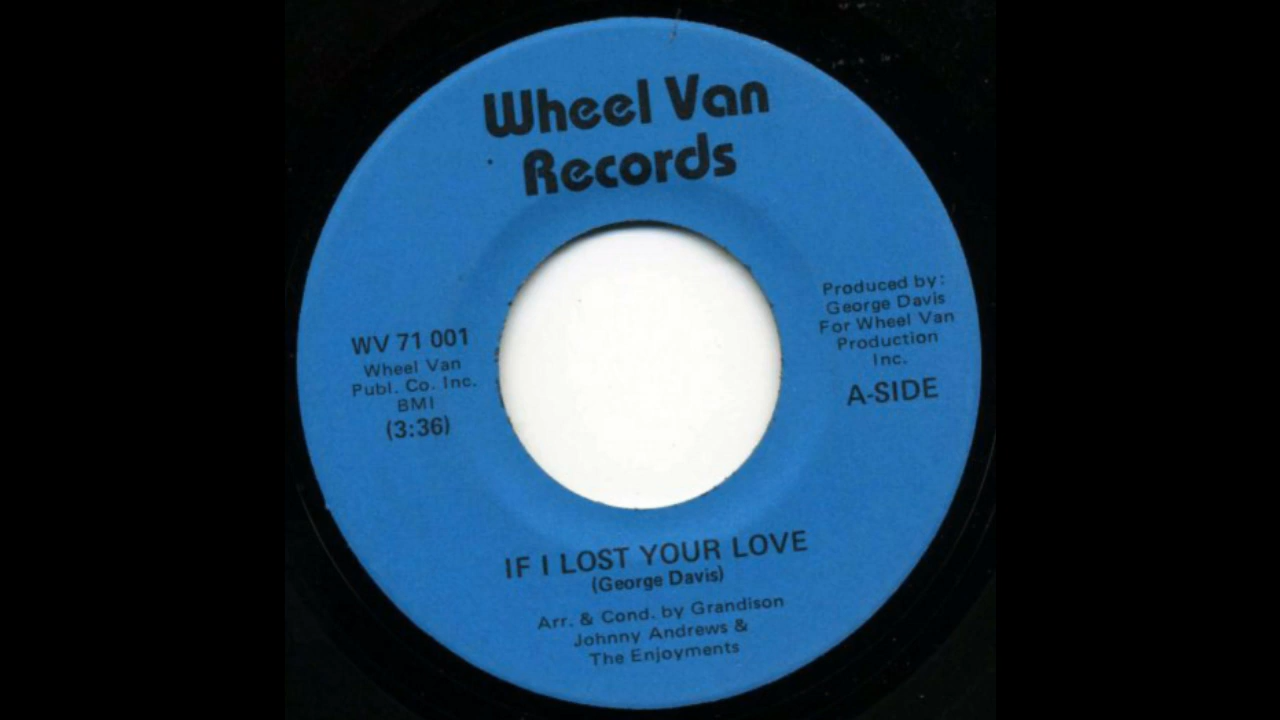 Wheel Van
Records
WV 71 001
Wheel Van
Publ. Co. Inc.
BMI
(3:36)
Produced by:
George Davis
For Wheel Van
Production
Inc.
A-SIDE
IF I LOST YOUR LOVE
(George Davis)
Arr. & Cond. by Grandison
Johnny Andrews &
The Enjoyments